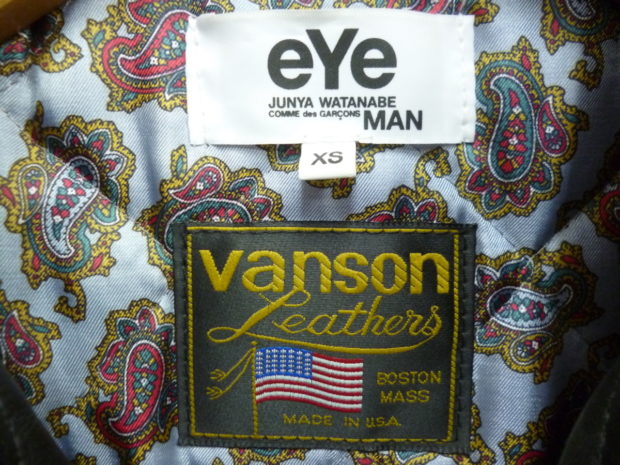 eYe
JUNYA WATANABE
COMME des GARÇONS MAN
XS
vanson
Leathers
BOSTON
MASS
MADE IN U.S.A.